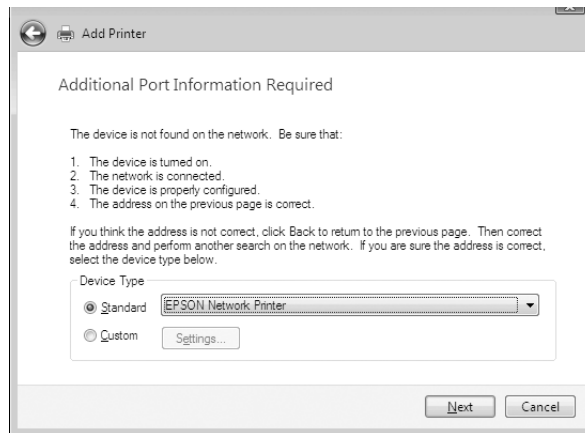 Add Printer
Additional Port Information Required
The device is not found on the network. Be sure that:
1. The device is turned on.
2. The network is connected.
3. The device is properly configured.
4. The address on the previous page is correct.
If you think the address is not correct, click Back to return to the previous page. Then correct
the address and perform another search on the network. If you are sure the address is correct,
select the device type below.
Device Type
Standard EPSON Network Printer
Custom Settings...
Next Cancel